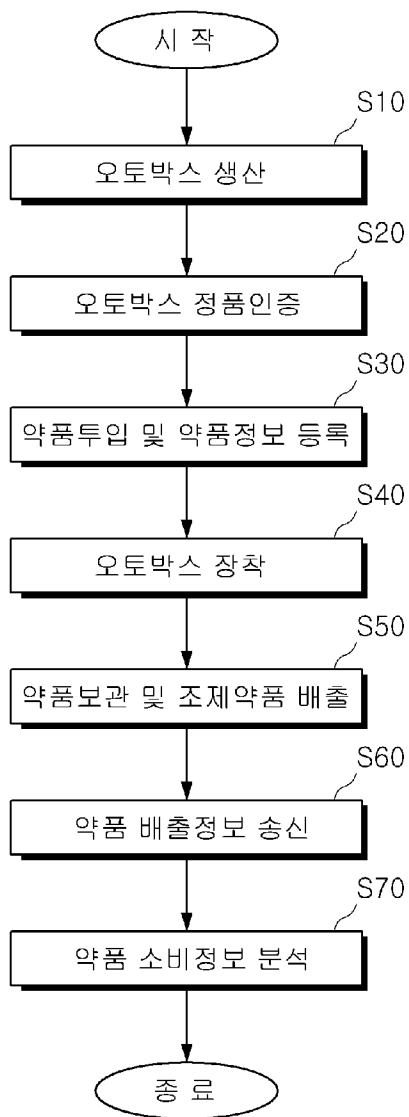 시 작
S10
오토박스 생산
S20
오토박스 정품인증
S30
약품투입 및 약품정보 등록
S40
오토박스 장착
S50
약품보관 및 조제약품 배출
S60
약품 배출정보 송신
S70
약품 소비정보 분석
종 료